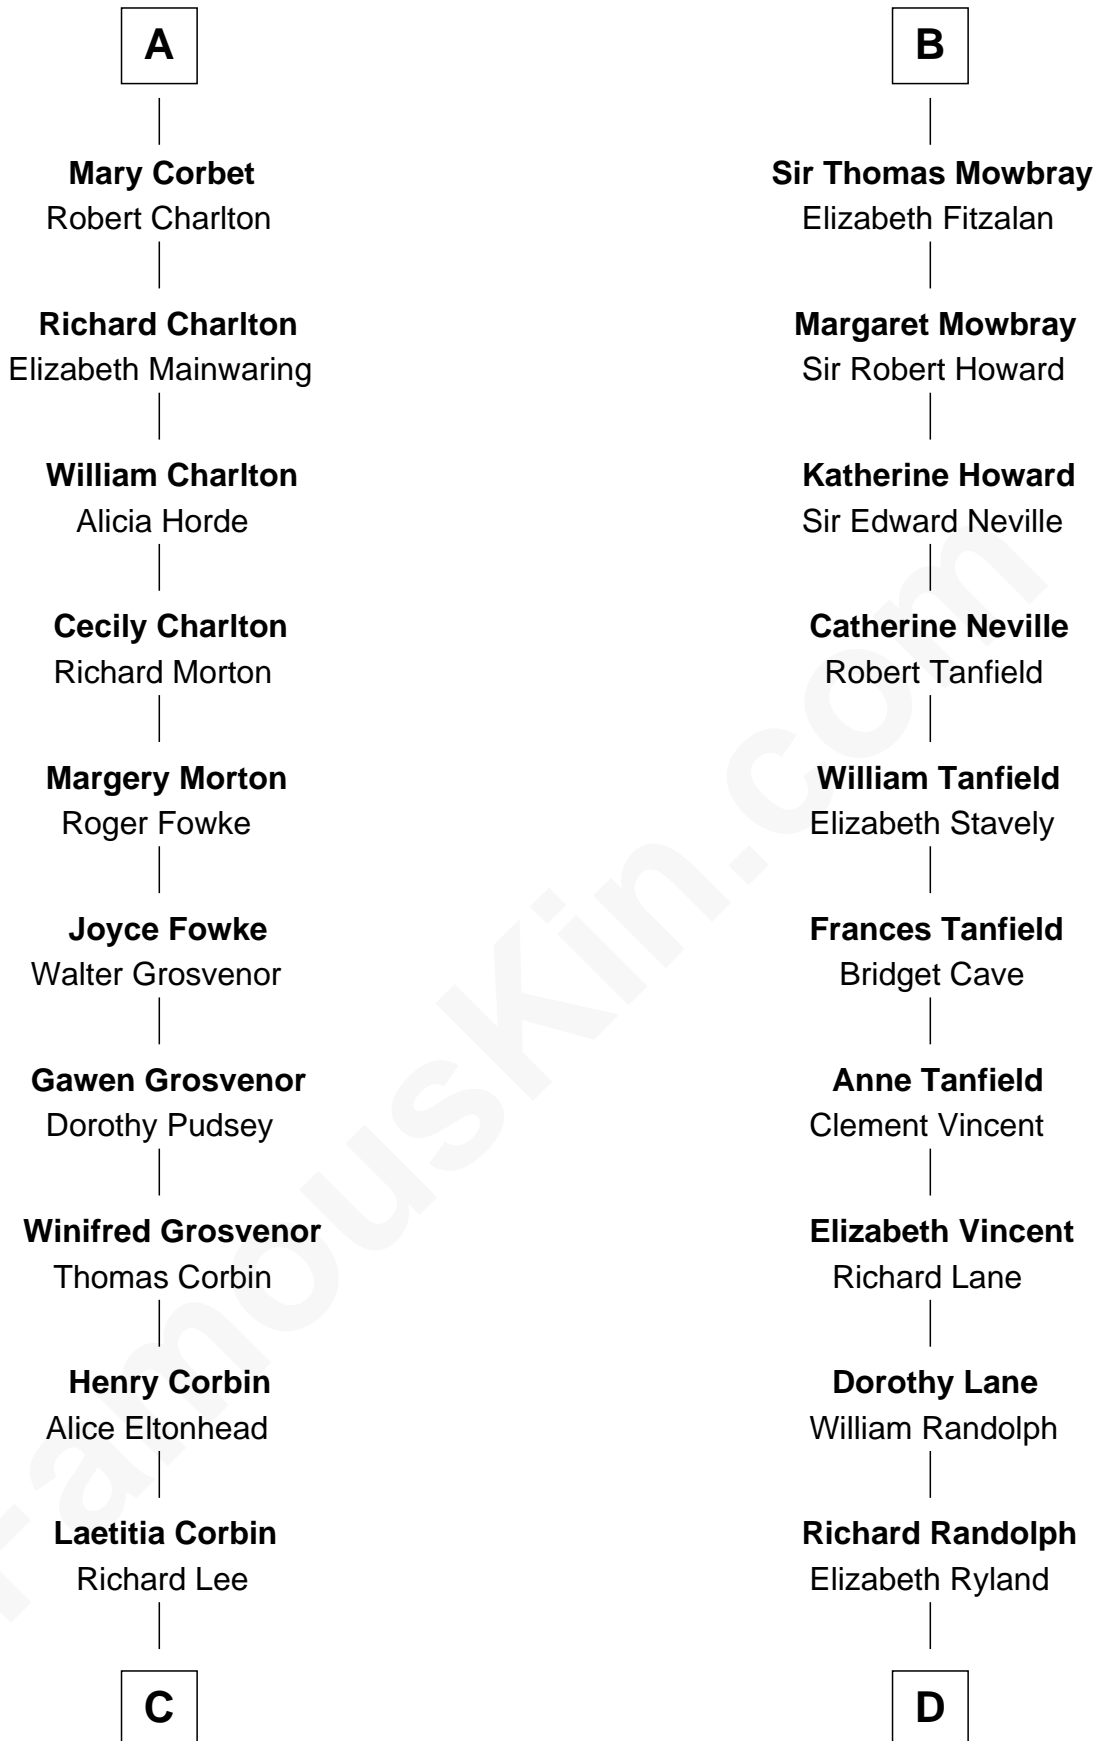 A
Mary Corbet
Robert Charlton
Richard Charlton
Elizabeth Mainwaring
William Charlton
Alicia Horde
Cecily Charlton
Richard Morton
Margery Morton
Roger Fowke
Joyce Fowke
Walter Grosvenor
Gawen Grosvenor
Dorothy Pudsey
Winifred Grosvenor
Thomas Corbin
Henry Corbin
Alice Eltonhead
Laetitia Corbin
Richard Lee
C
B
Sir Thomas Mowbray
Elizabeth Fitzalan
Margaret Mowbray
Sir Robert Howard
Katherine Howard
Sir Edward Neville
Catherine Neville
Robert Tanfield
William Tanfield
Elizabeth Stavely
Frances Tanfield
Bridget Cave
Anne Tanfield
Clement Vincent
Elizabeth Vincent
Richard Lane
Dorothy Lane
William Randolph
Richard Randolph
Elizabeth Ryland
D
FamousKin.com